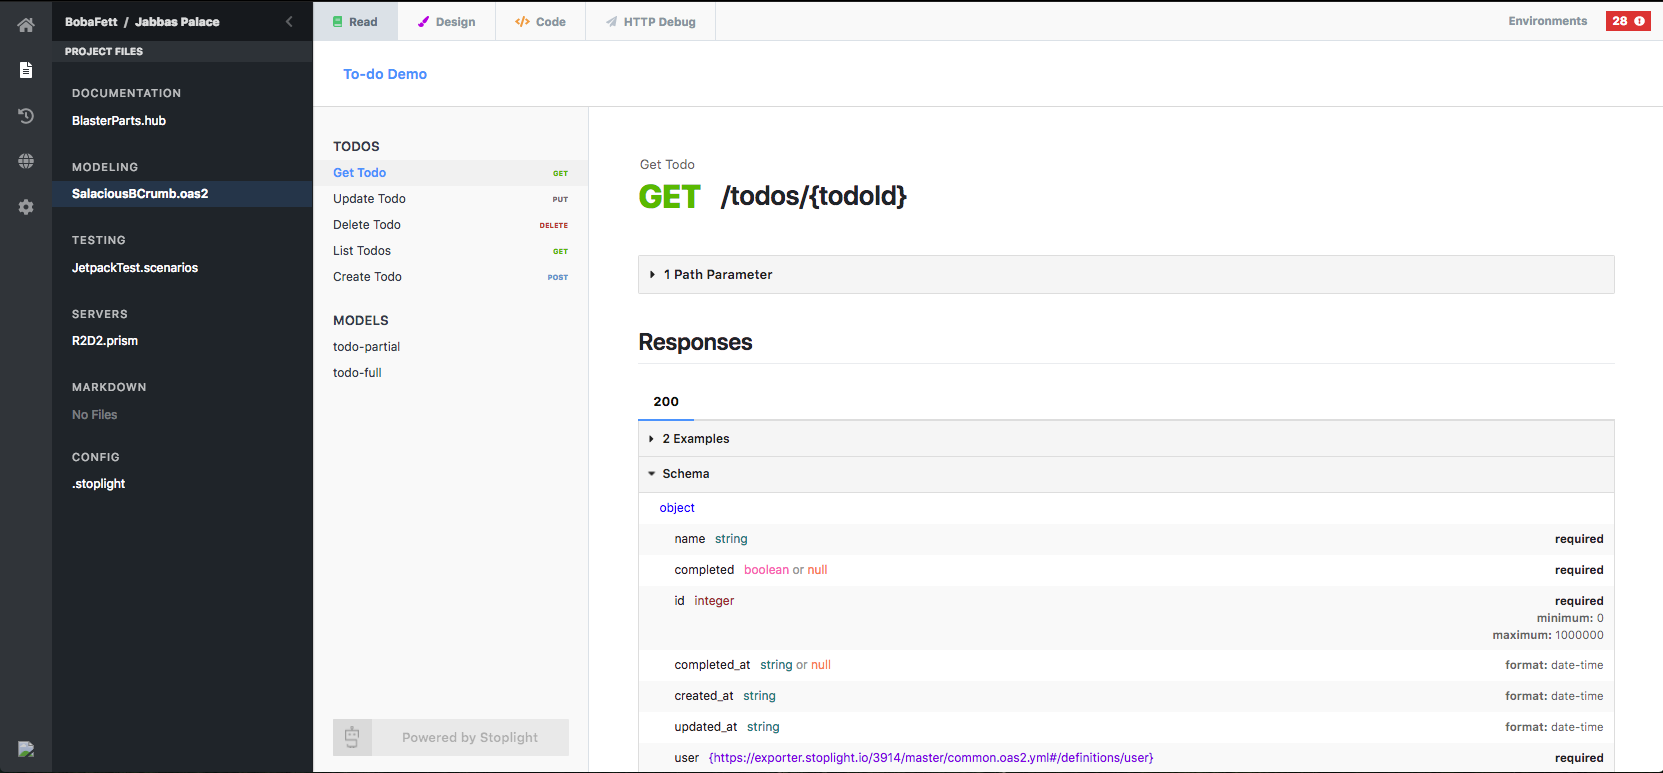 BobaFett / Jabbas Palace
PROJECT FILES
DOCUMENTATION
BlasterParts.hub
MODELING
SalaciousBCrumb.oas2
TESTING
JetpackTest.scenarios
SERVERS
R2D2.prism
MARKDOWN
No Files
CONFIG
.stoplight
Read Design Code HTTP Debug Environments 28
To-do Demo
TODOS
Get Todo GET
Update Todo PUT
Delete Todo DELETE
List Todos GET
Create Todo POST
MODELS
todo-partial
todo-full
Powered by Stoplight
Get Todo
GET /todos/{todoId}
1 Path Parameter
Responses
200
2 Examples
Schema
object
name string required
completed boolean or null required
id integer required
minimum: 0
maximum: 1000000
completed_at string or null format: date-time
created_at string format: date-time
updated_at string format: date-time
user {https://exporter.stoplight.io/3914/master/common.oas2.yml#/definitions/user} required